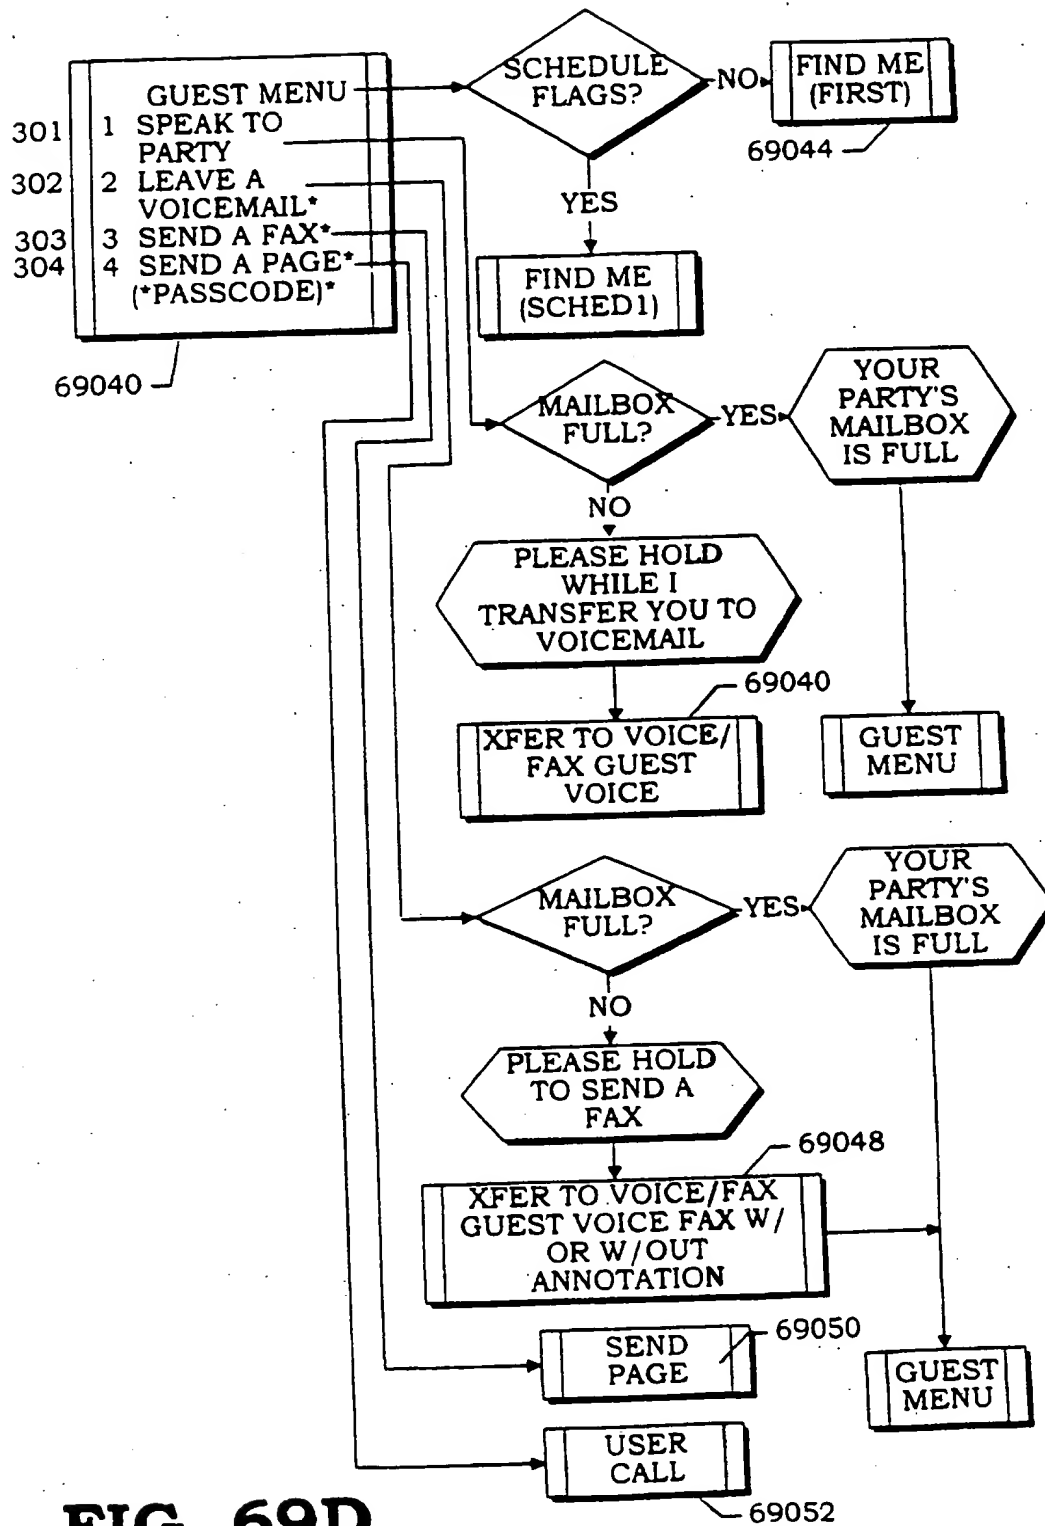 GUEST MENU
301 1 SPEAK TO
PARTY
302 2 LEAVE A
VOICEMAIL*
303 3 SEND A FAX*
304 4 SEND A PAGE*
(*PASSCODE)*
69040
SCHEDULE
FLAGS?
NO
FIND ME
(FIRST)
69044
YES
FIND ME
(SCHED1)
MAILBOX
FULL?
YES
YOUR
PARTY'S
MAILBOX
IS FULL
NO
PLEASE HOLD
WHILE I
TRANSFER YOU TO
VOICEMAIL
69040
XFER TO VOICE/
FAX GUEST
VOICE
GUEST
MENU
MAILBOX
FULL?
YES
YOUR
PARTY'S
MAILBOX
IS FULL
NO
PLEASE HOLD
TO SEND A
FAX
69048
XFER TO VOICE/FAX
GUEST VOICE FAX W/
OR W/OUT
ANNOTATION
SEND
PAGE
69050
GUEST
MENU
USER
CALL
69052
FIG. 69D